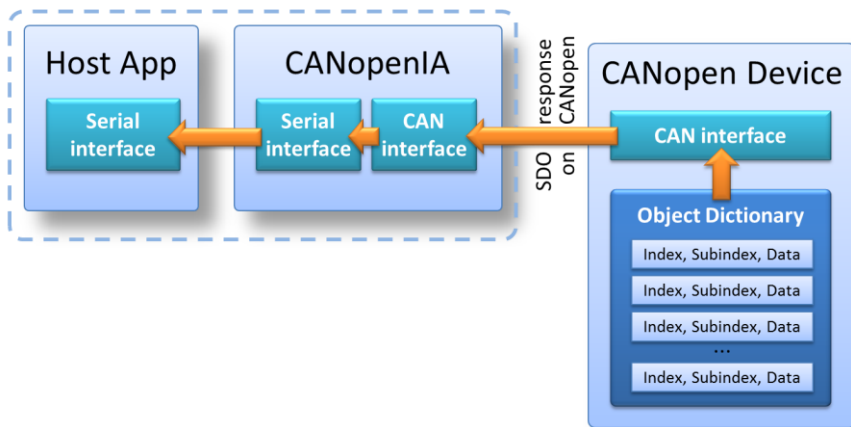 Host App
Serial
interface
CANopenIA
Serial
interface
CAN
interface
SDO response
on CANopen
CANopen Device
CAN interface
Object Dictionary
Index, Subindex, Data
Index, Subindex, Data
Index, Subindex, Data
...
Index, Subindex, Data